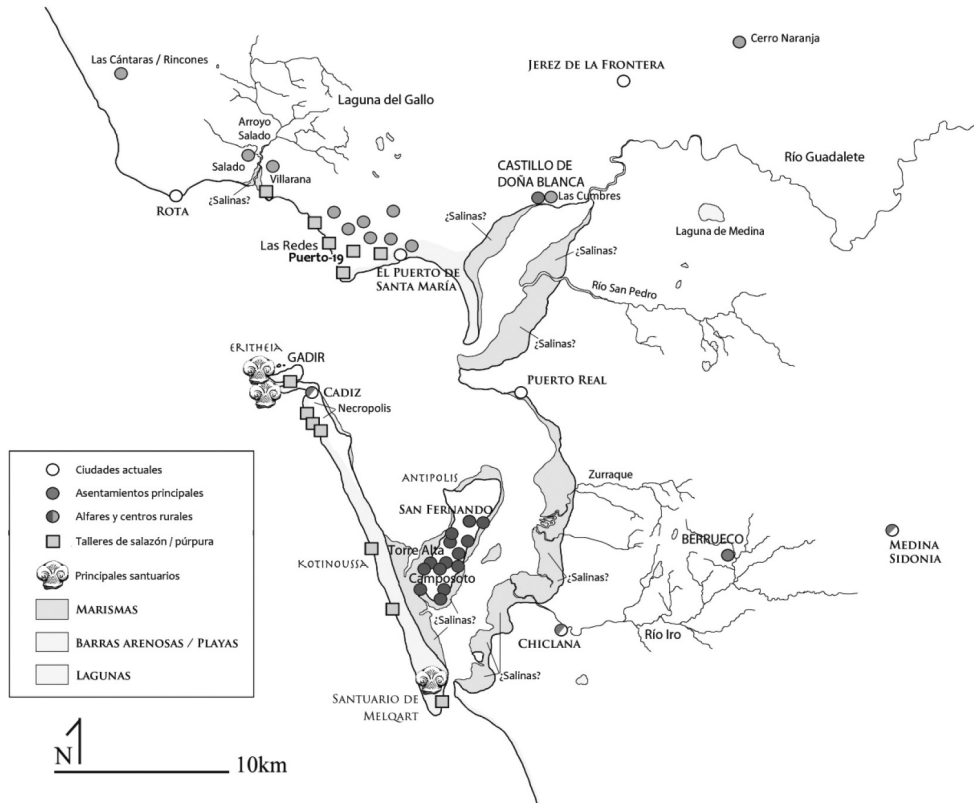 Las Cántaras / Rincones
Cerro Naranja
JEREZ DE LA FRONTERA
Laguna del Gallo
Arroyo
Salado
Salado
Villarana
¿Salinas?
ROTA
Río Guadalete
CASTILLO DE
DOÑA BLANCA
Las Cumbres
¿Salinas?
Laguna de Medina
¿Salinas?
Las Redes
Puerto-19
EL PUERTO DE
SANTA MARÍA
Río San Pedro
¿Salinas?
ERITHEIA
GADIR
CADIZ
Necropolis
PUERTO REAL
ANTIPOLIS
Zurraque
SAN FERNANDO
Torre Alta
KOTINOUSSA
Camposoto
BERRUECO
MEDINA
SIDONIA
¿Salinas?
¿Salinas?
CHICLANA
Río Iro
¿Salinas?
SANTUARIO DE
MELQART
Ciudades actuales
Asentamientos principales
Alfares y centros rurales
Talleres de salazón / púrpura
Principales santuarios
MARISMAS
BARRAS ARENOSAS / PLAYAS
LAGUNAS
N
10km